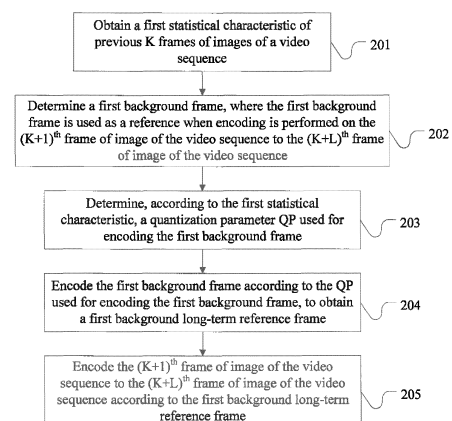 Obtain a first statistical characteristic of
previous K frames of images of a video
sequence
201
Determine a first background frame, where the first background
frame is used as a reference when encoding is performed on the
(K+1)th frame of image of the video sequence to the (K+L)th frame
of image of the video sequence
202
Determine, according to the first statistical
characteristic, a quantization parameter QP used for
encoding the first background frame
203
Encode the first background frame according to the QP
used for encoding the first background frame, to obtain
a first background long-term reference frame
204
Encode the (K+1)th frame of image of the video
sequence to the (K+L)th frame of image of the video
sequence according to the first background long-term
reference frame
205